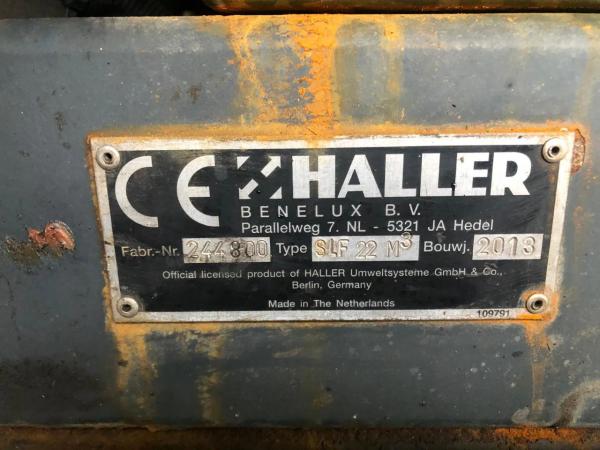 CE HALLER
BENELUX B.V.
Parallelweg 7. NL - 5321 JA Hedel
Fabr.-Nr. 244800 Type SLF 22 M³ Bouwj. 2013
Official licensed product of HALLER Umweltsysteme GmbH & Co.,
Berlin, Germany
Made in The Netherlands
109791